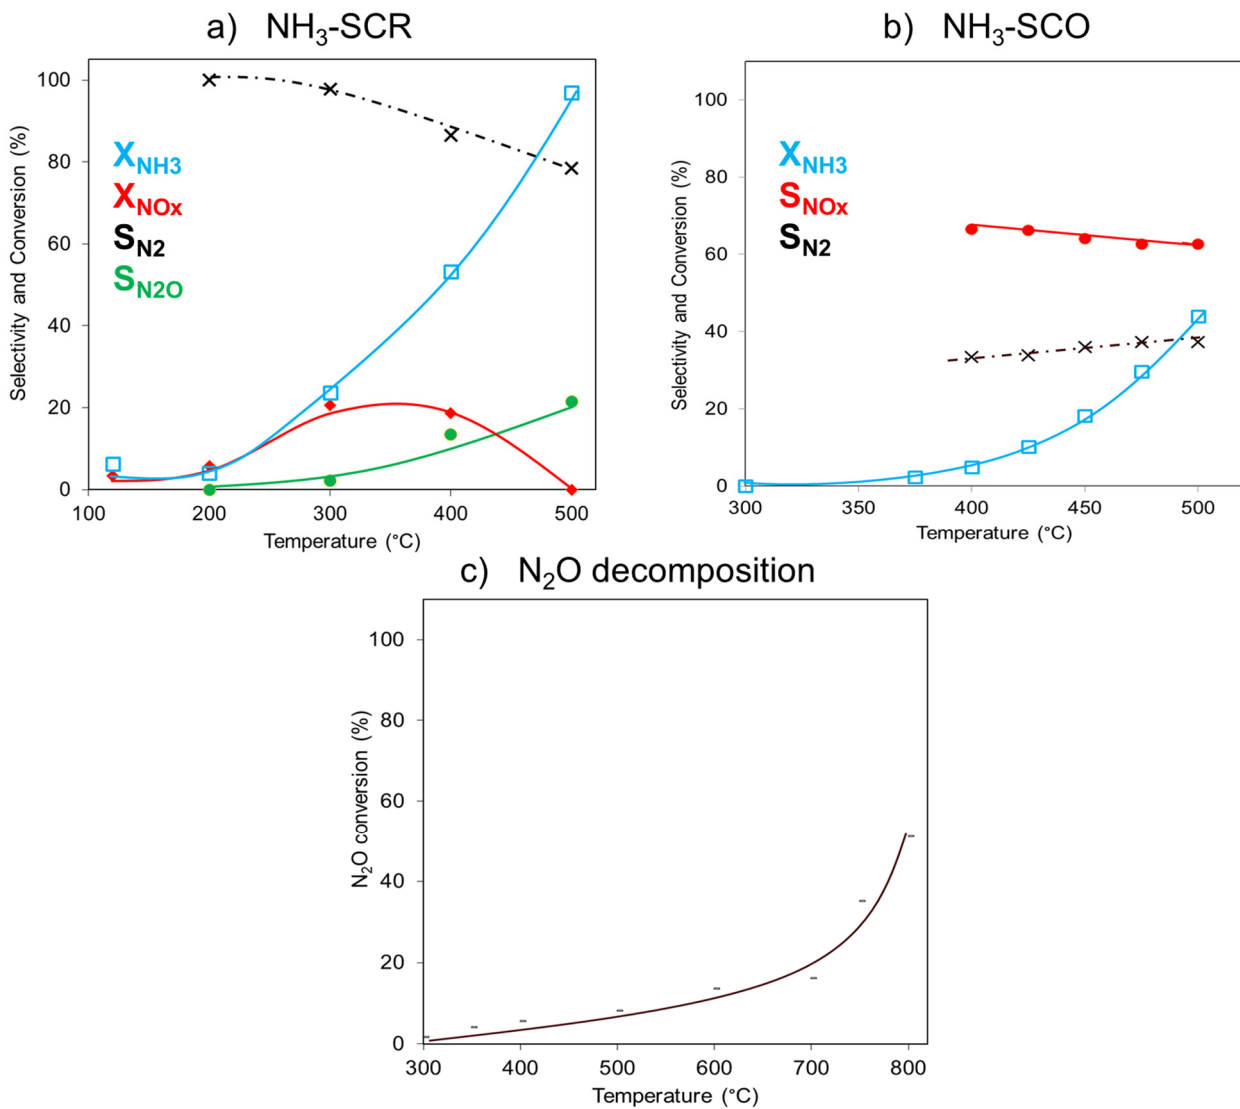 a) NH3-SCR
Selectivity and Conversion (%)
100
80
60
40
20
0
XNH3
XNOx
SN2
SN2O
100 200 300 400 500
Temperature (°C)
b) NH3-SCO
Selectivity and Conversion (%)
100
80
60
40
20
0
XNH3
SNOx
SN2
300 350 400 450 500
Temperature (°C)
c) N2O decomposition
N2O conversion (%)
100
80
60
40
20
0
300 400 500 600 700 800
Temperature (°C)